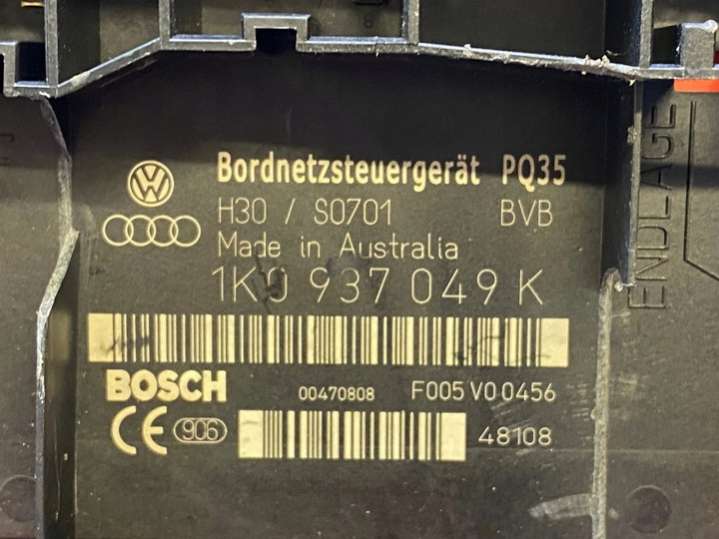 Bordnetzsteuergerät PQ35
H30 / S0701 BVB
Made in Australia
1K0 937 049 K
BOSCH 00470808 F005 V0 0456
CE 906 48108
ENDLAGE